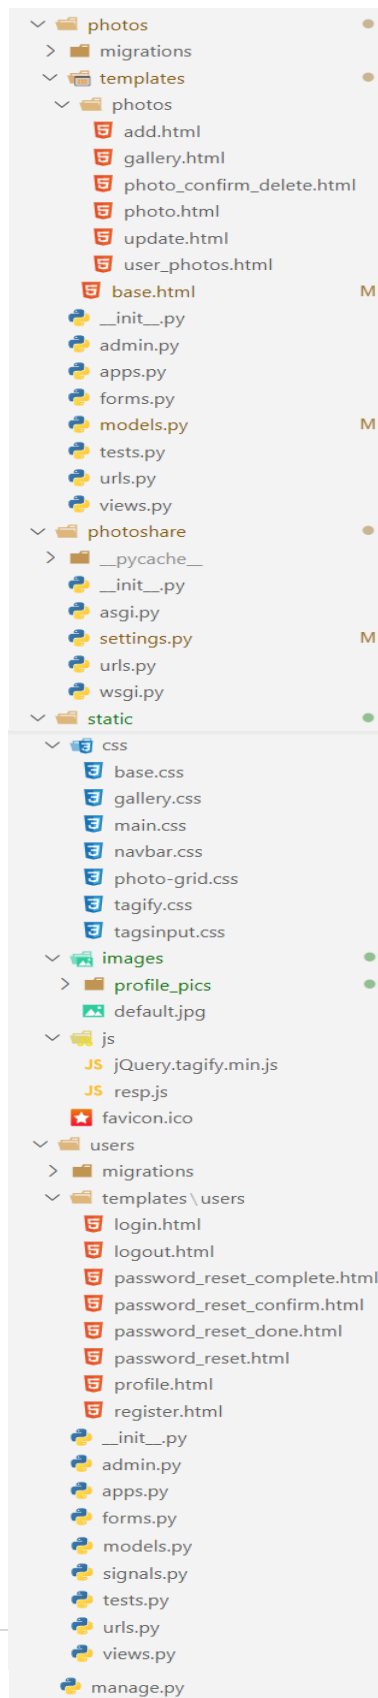 photos
migrations
templates
photos
add.html
gallery.html
photo_confirm_delete.html
photo.html
update.html
user_photos.html
base.html M
__init__.py
admin.py
apps.py
forms.py
models.py M
tests.py
urls.py
views.py
photoshare
__pycache__
__init__.py
asgi.py
settings.py M
urls.py
wsgi.py
static
css
base.css
gallery.css
main.css
navbar.css
photo-grid.css
tagify.css
tagsinput.css
images
profile_pics
default.jpg
js
JS jQuery.tagify.min.js
JS resp.js
favicon.ico
users
migrations
templates\users
login.html
logout.html
password_reset_complete.html
password_reset_confirm.html
password_reset_done.html
password_reset.html
profile.html
register.html
__init__.py
admin.py
apps.py
forms.py
models.py
signals.py
tests.py
urls.py
views.py
manage.py